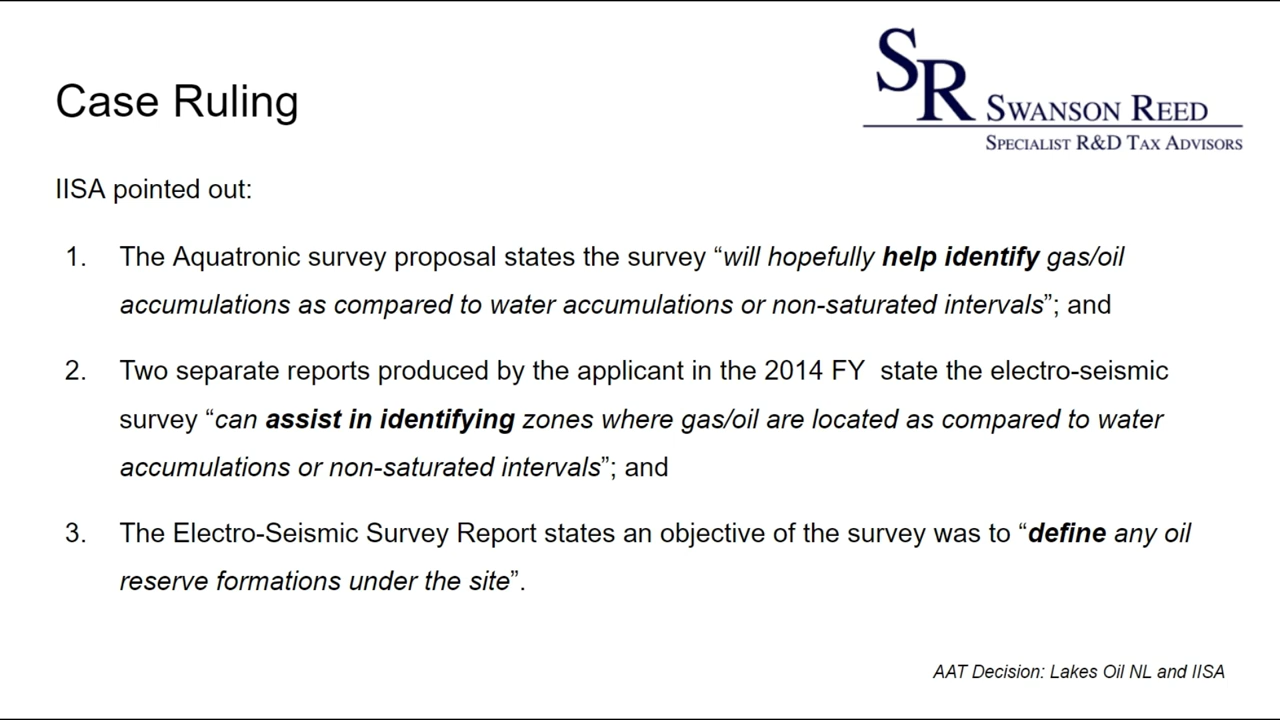 SR SWANSON REED
SPECIALIST R&D TAX ADVISORS
Case Ruling
IISA pointed out:
1. The Aquatronic survey proposal states the survey “will hopefully help identify gas/oil
accumulations as compared to water accumulations or non-saturated intervals”; and
2. Two separate reports produced by the applicant in the 2014 FY state the electro-seismic
survey “can assist in identifying zones where gas/oil are located as compared to water
accumulations or non-saturated intervals”; and
3. The Electro-Seismic Survey Report states an objective of the survey was to “define any oil
reserve formations under the site”.
AAT Decision: Lakes Oil NL and IISA